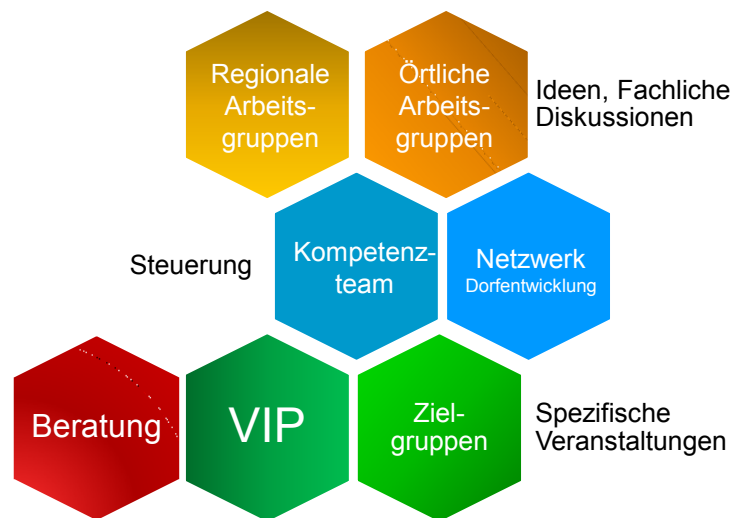 Regionale
Arbeits-
gruppen
Örtliche
Arbeits-
gruppen
Ideen, Fachliche
Diskussionen
Steuerung
Kompetenz-
team
Netzwerk
Dorfentwicklung
Beratung
VIP
Ziel-
gruppen
Spezifische
Veranstaltungen